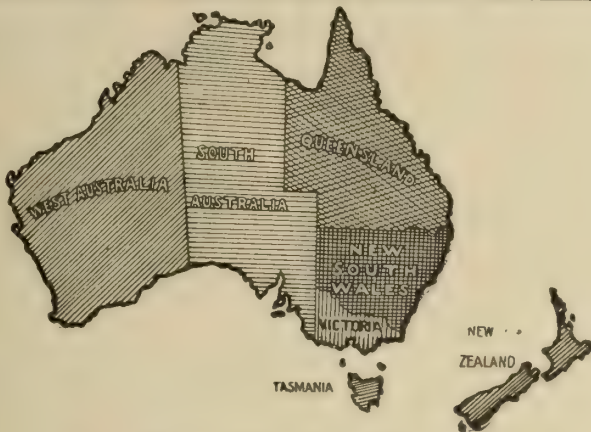 SOUTH
QUEENSLAND
WEST AUSTRALIA
AUSTRALIA
NEW
SOUTH
WALES
VICTORIA
NEW
ZEALAND
TASMANIA